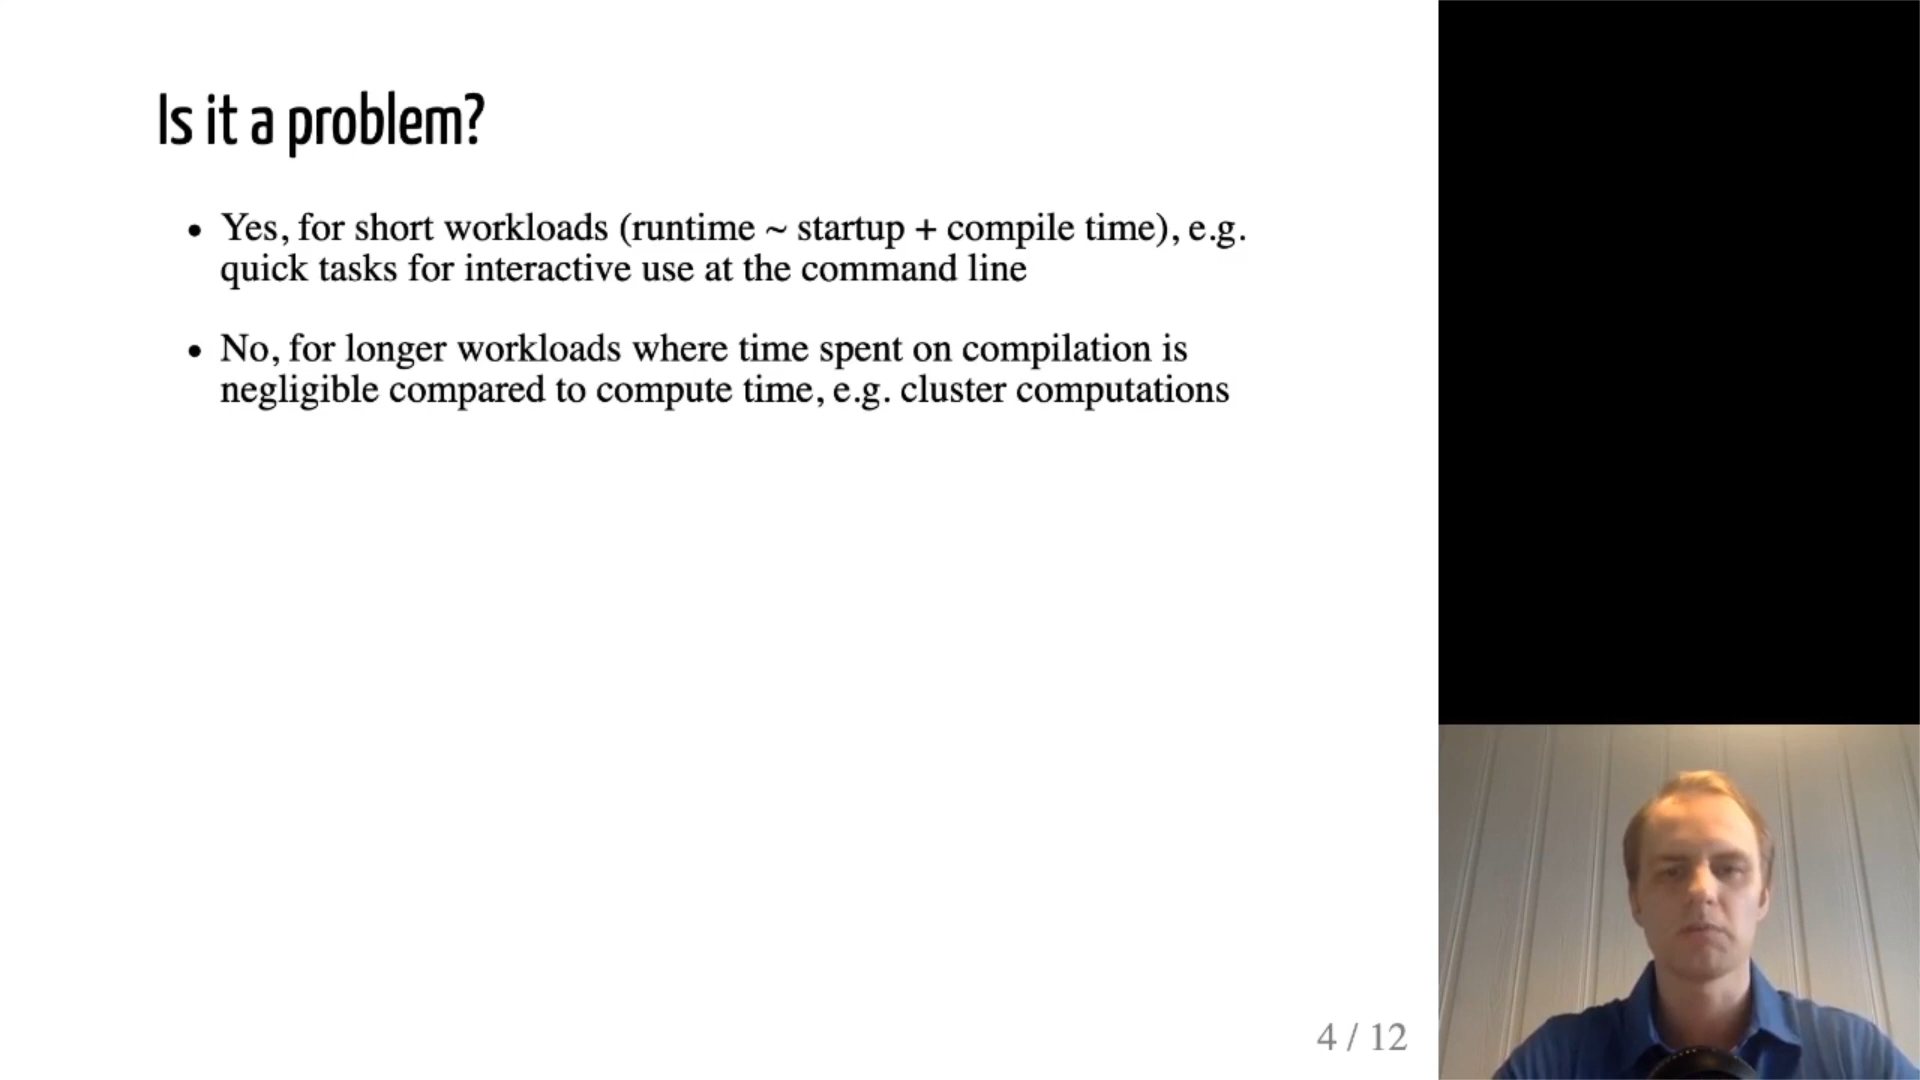 Is it a problem?
• Yes, for short workloads (runtime ~ startup + compile time), e.g.
quick tasks for interactive use at the command line
• No, for longer workloads where time spent on compilation is
negligible compared to compute time, e.g. cluster computations
4 / 12